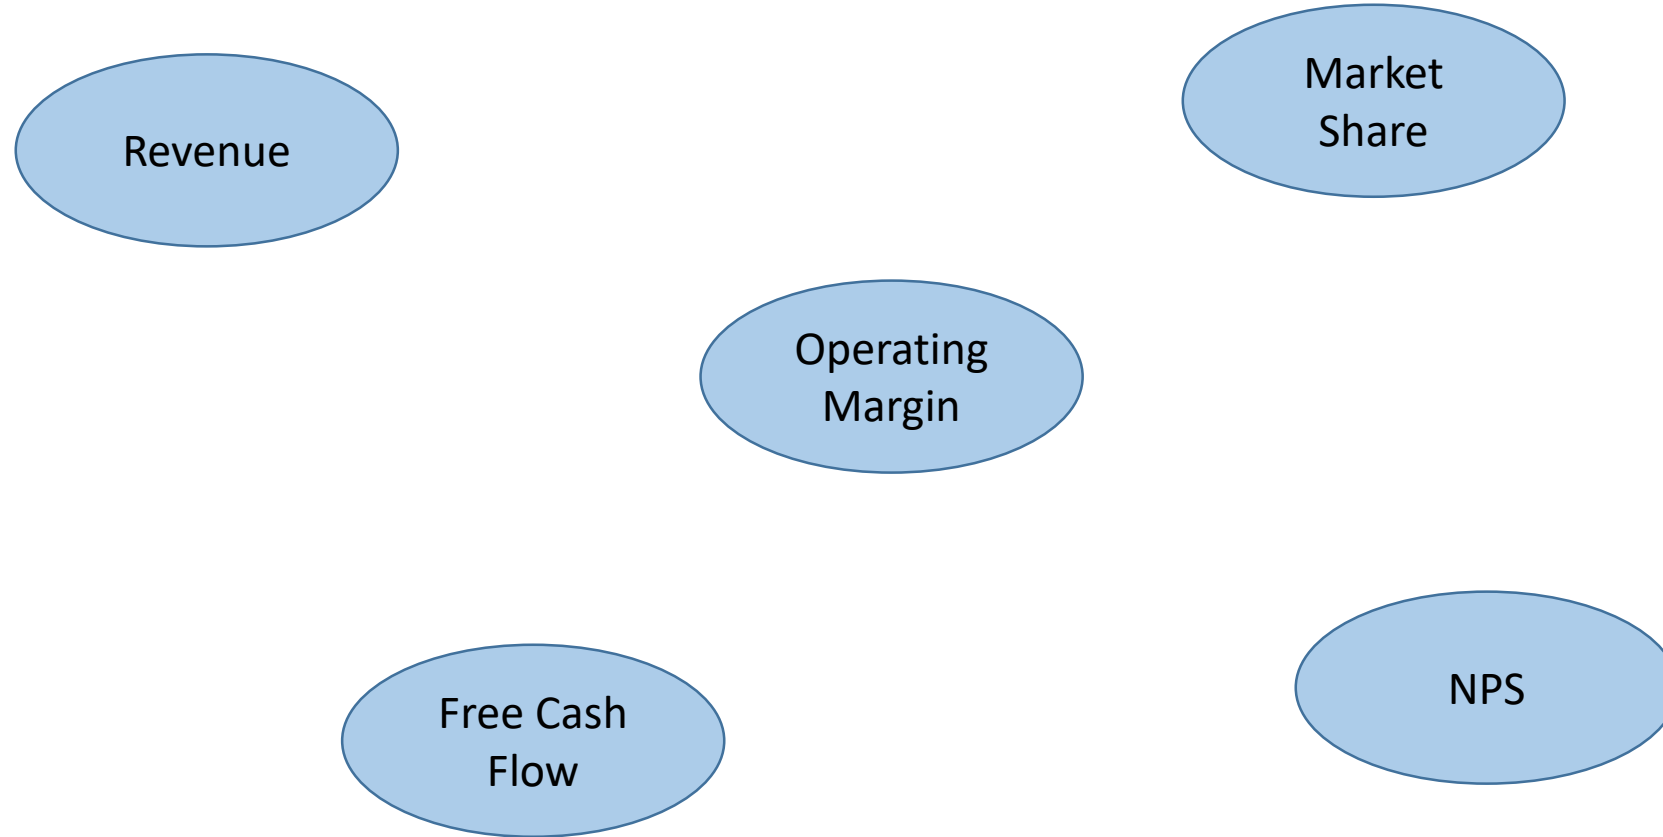 Market
Share
Revenue
Operating
Margin
NPS
Free Cash
Flow